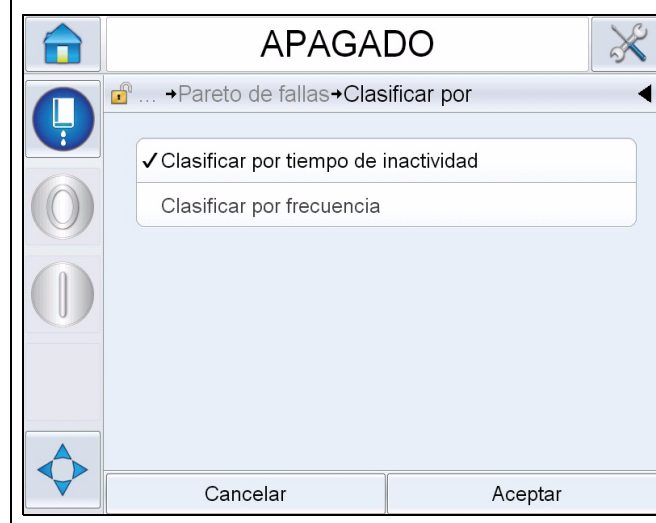 APAGADO
... →Pareto de fallas→Clasificar por
✓Clasificar por tiempo de inactividad
Clasificar por frecuencia
Cancelar
Aceptar